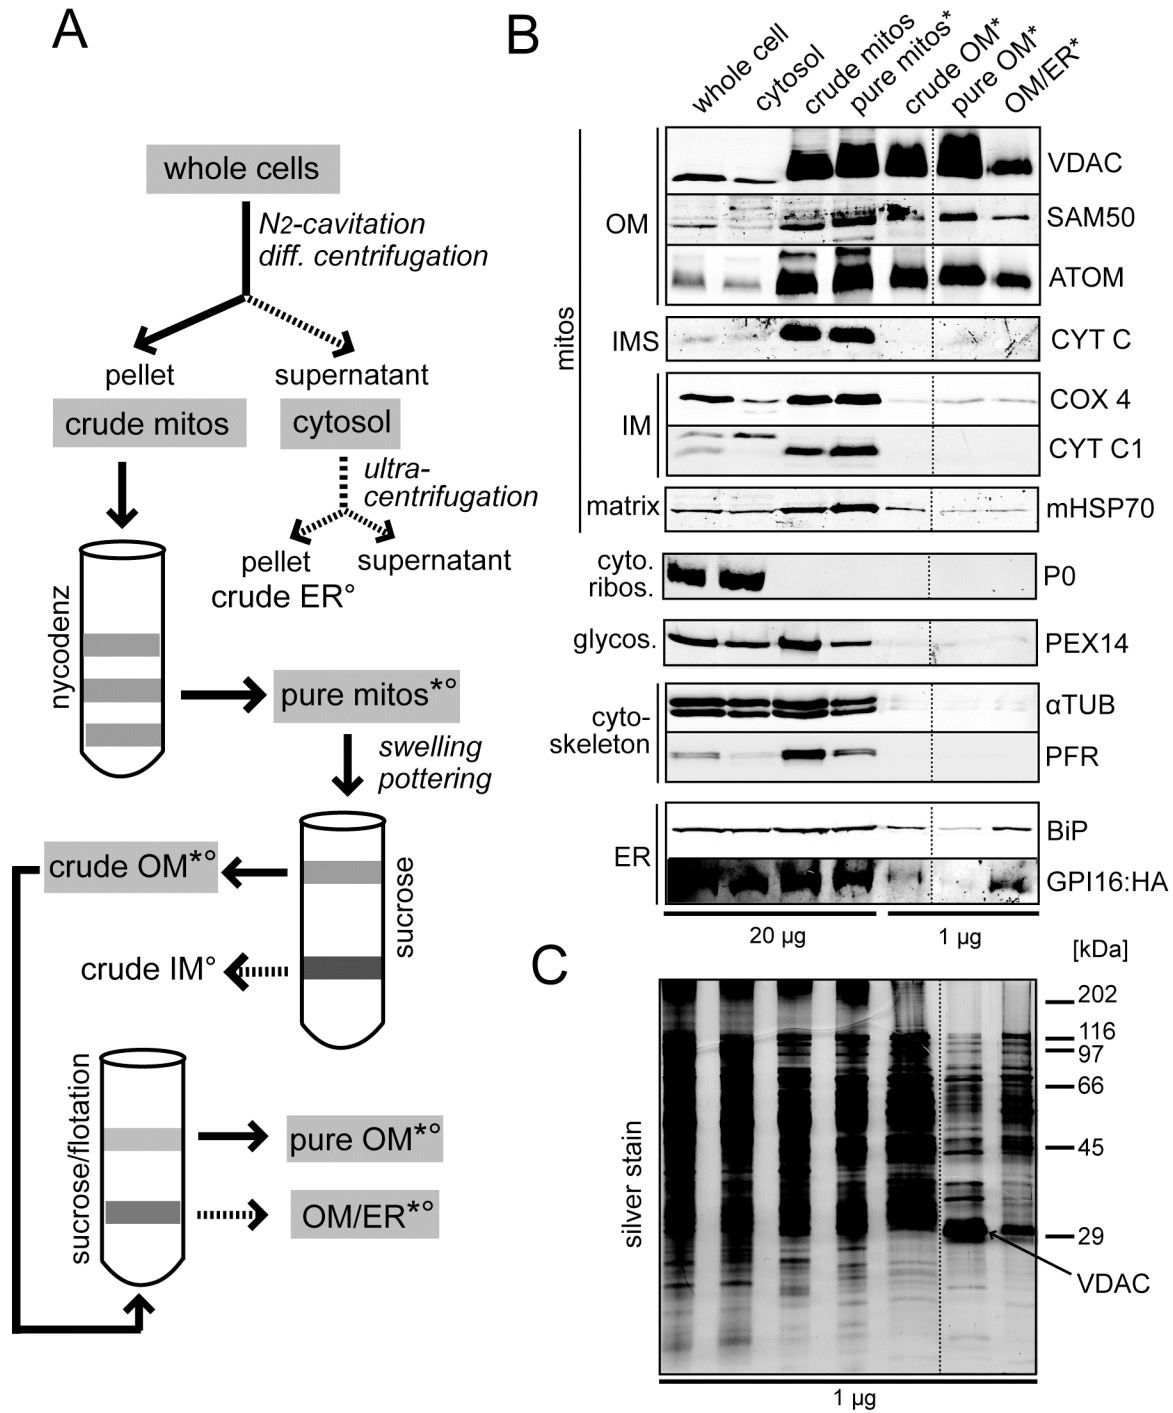 A
whole cells
N2-cavitation
diff. centrifugation
pellet
supernatant
crude mitos
cytosol
ultra-
centrifugation
pellet
supernatant
crude ER°
nycodenz
pure mitos*°
swelling
pottering
crude OM*°
sucrose
crude IM°
sucrose/flotation
pure OM*°
OM/ER*°
B
whole cell
cytosol
crude mitos
pure mitos*
crude OM*
pure OM*
OM/ER*
mitos
OM
VDAC
SAM50
ATOM
IMS
CYT C
IM
COX 4
CYT C1
matrix
mHSP70
cyto.
ribos.
P0
glycos.
PEX14
cyto-
skeleton
αTUB
PFR
ER
BiP
GPI16:HA
20 µg
1 µg
C
[kDa]
silver stain
202
116
97
66
45
29
VDAC
1 µg